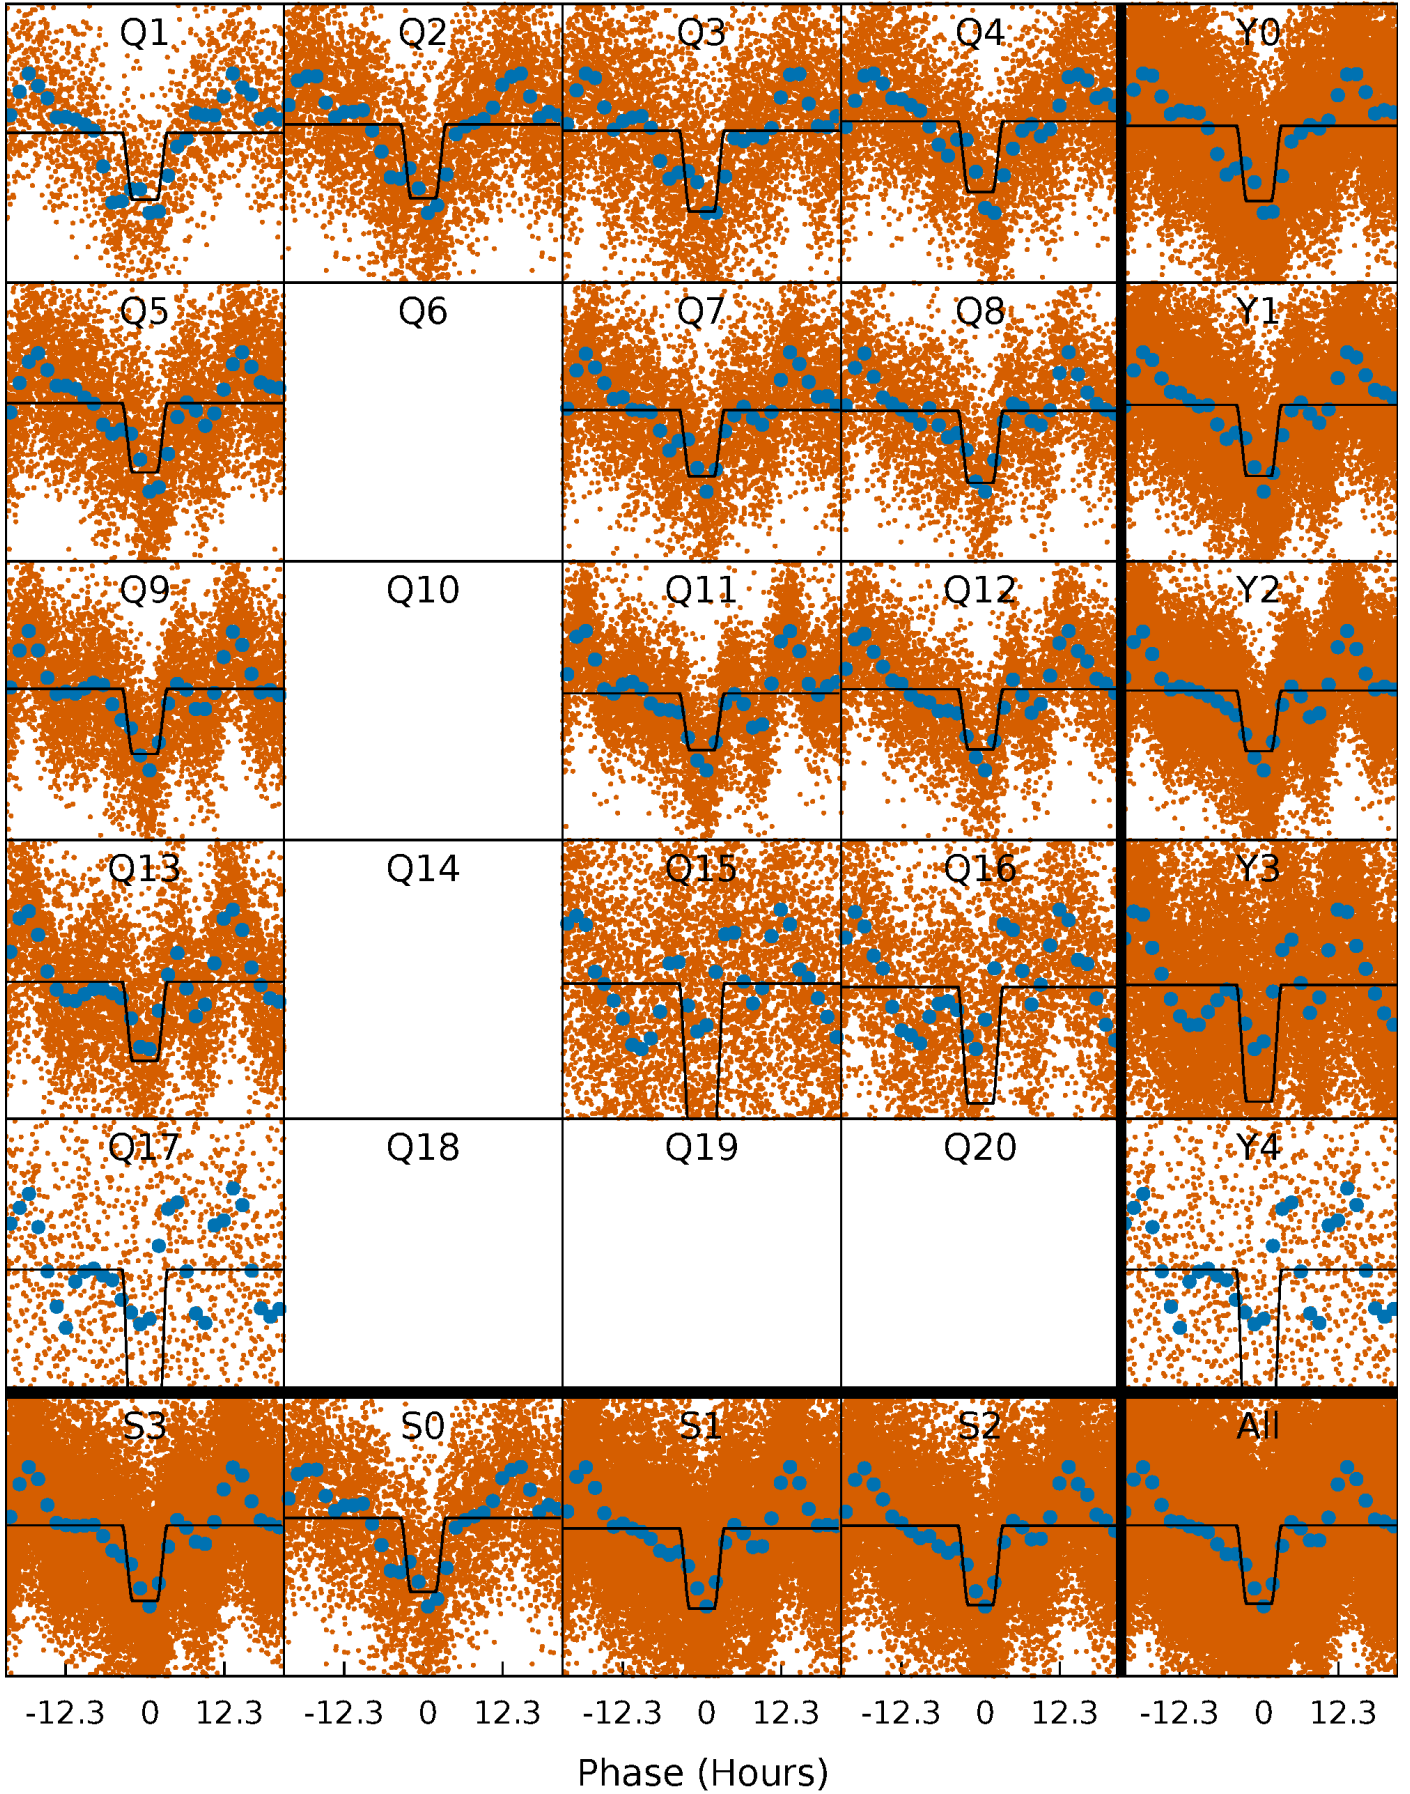 Q1 Q2 Q3 Q4 Y0
Q5 Q6 Q7 Q8 Y1
Q9 Q10 Q11 Q12 Y2
Q13 Q14 Q15 Q16 Y3
Q17 Q18 Q19 Q20 Y4
S3 S0 S1 S2 All
-12.3 0 12.3 -12.3 0 12.3 -12.3 0 12.3 -12.3 0 12.3 -12.3 0 12.3
Phase (Hours)